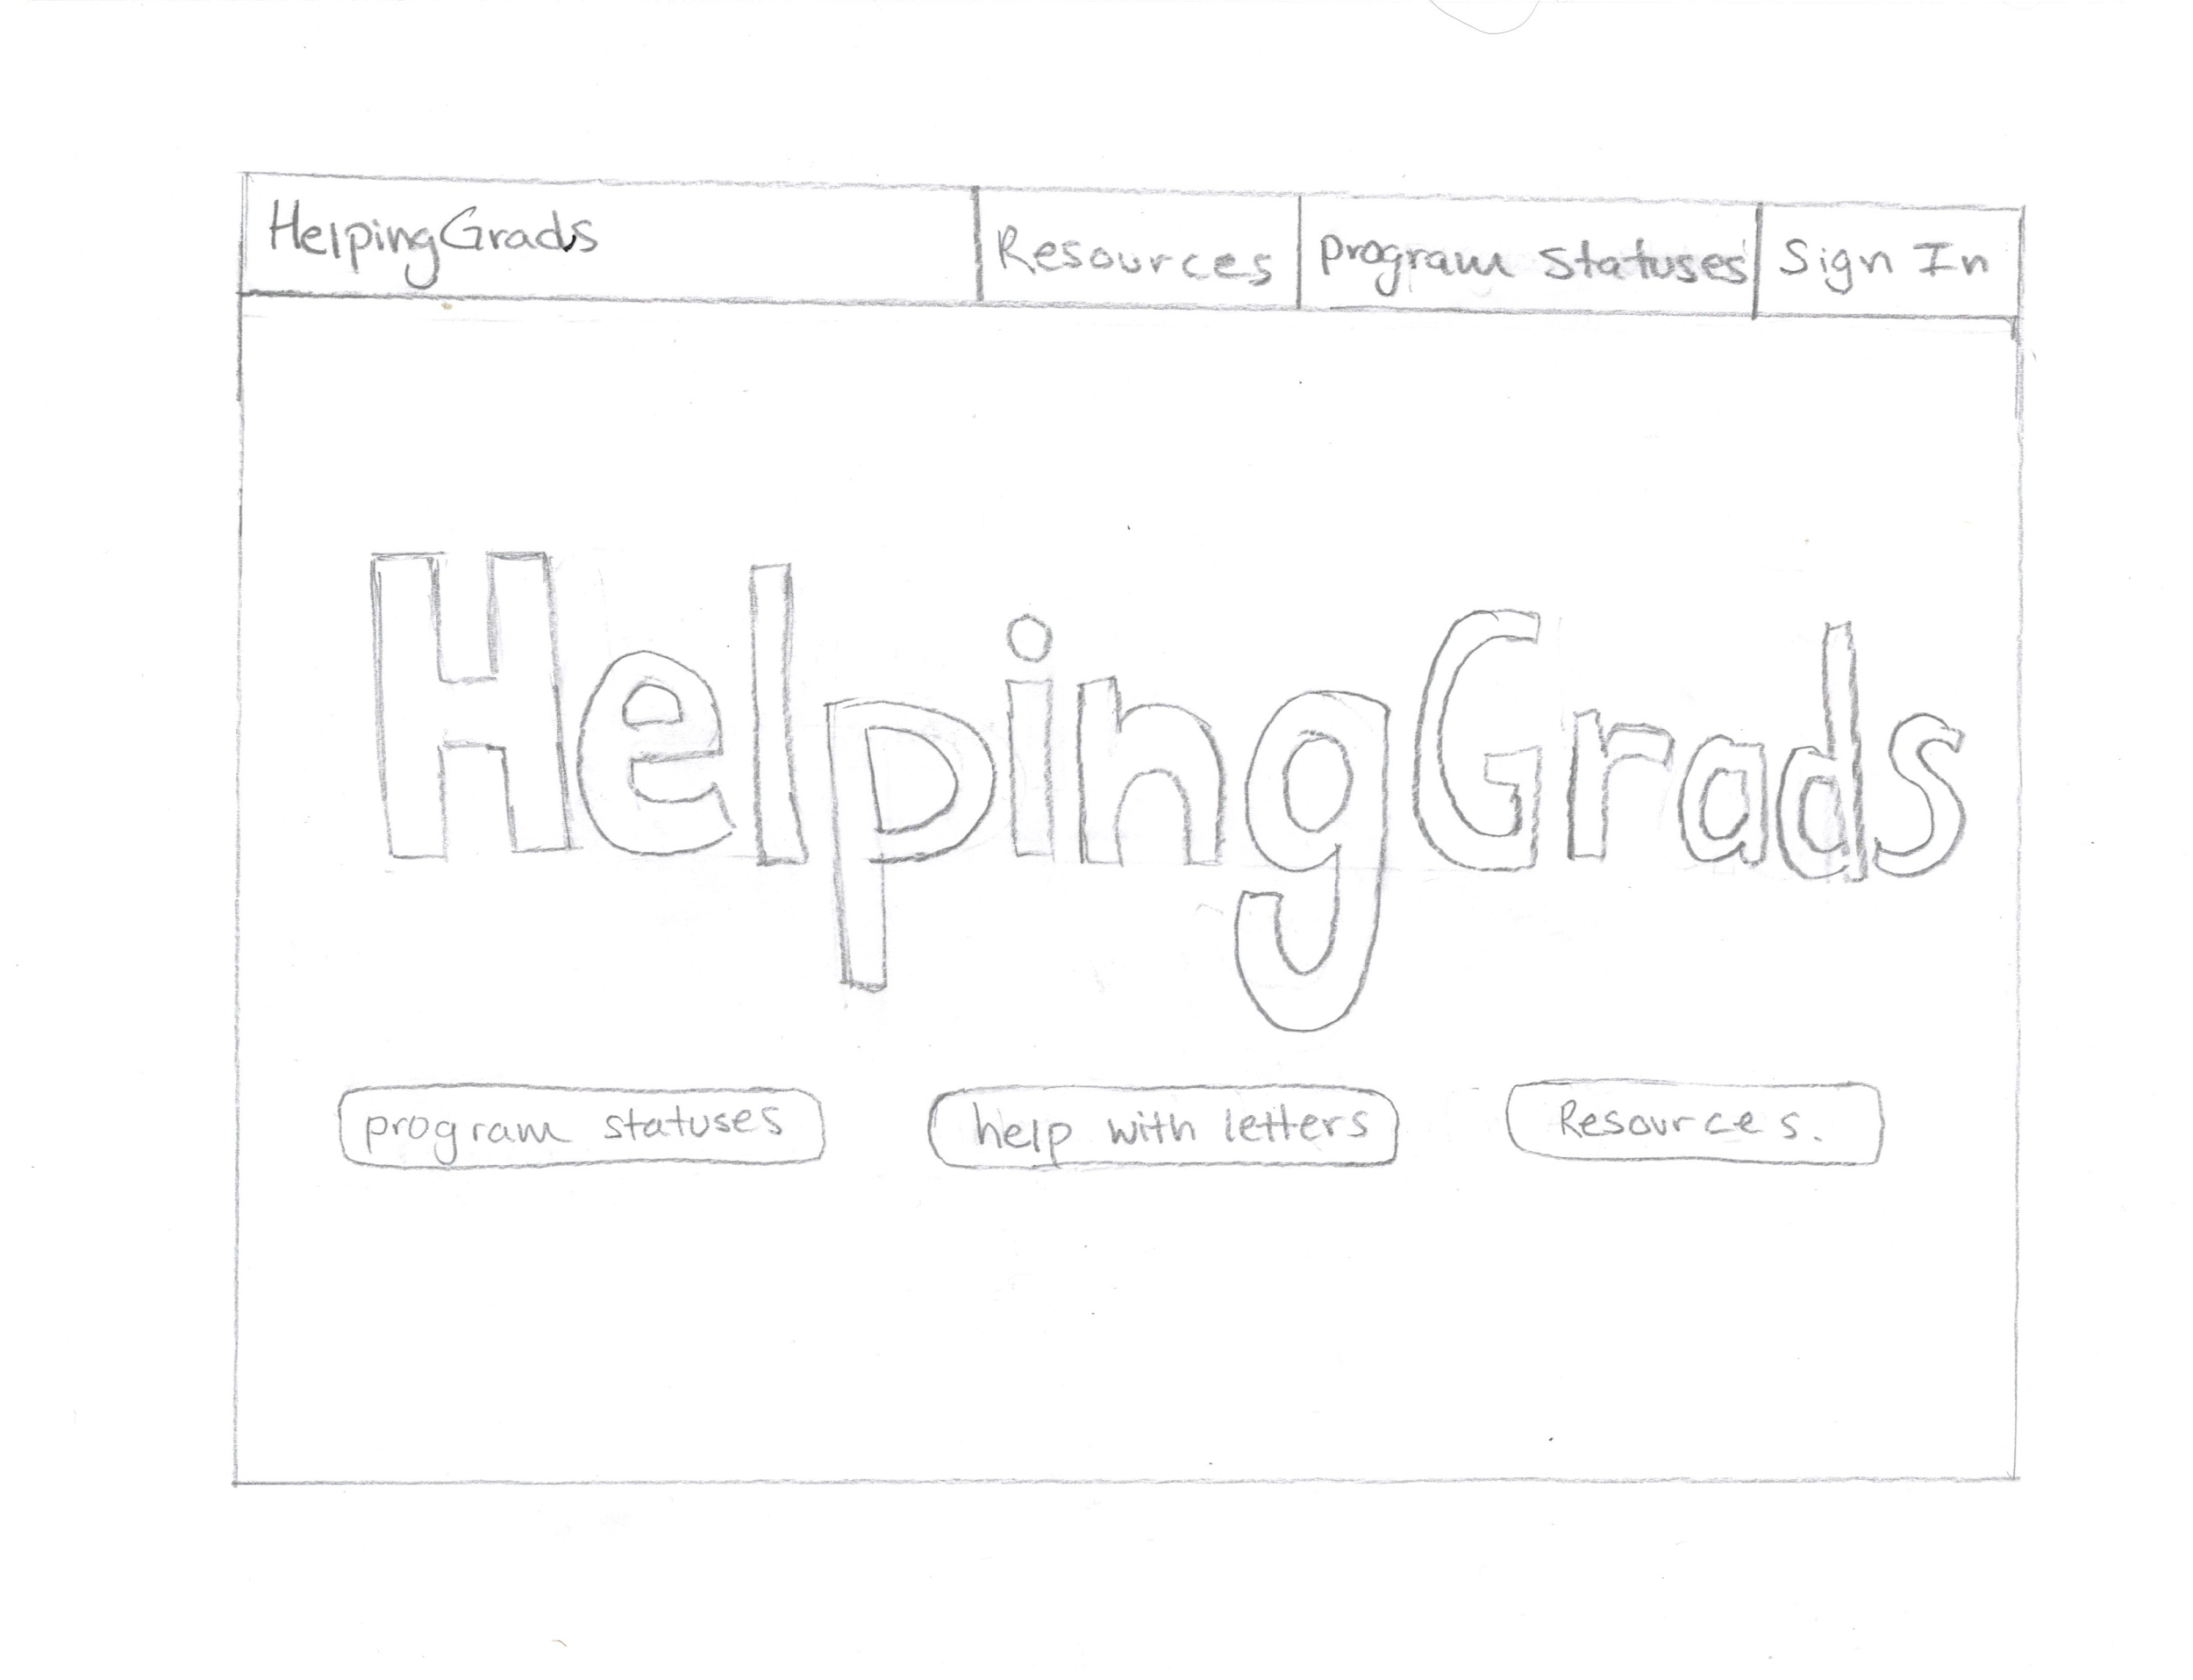 HelpingGrads
Resources
program statuses
Sign In
HelpingGrads
program statuses
help with letters
Resources.